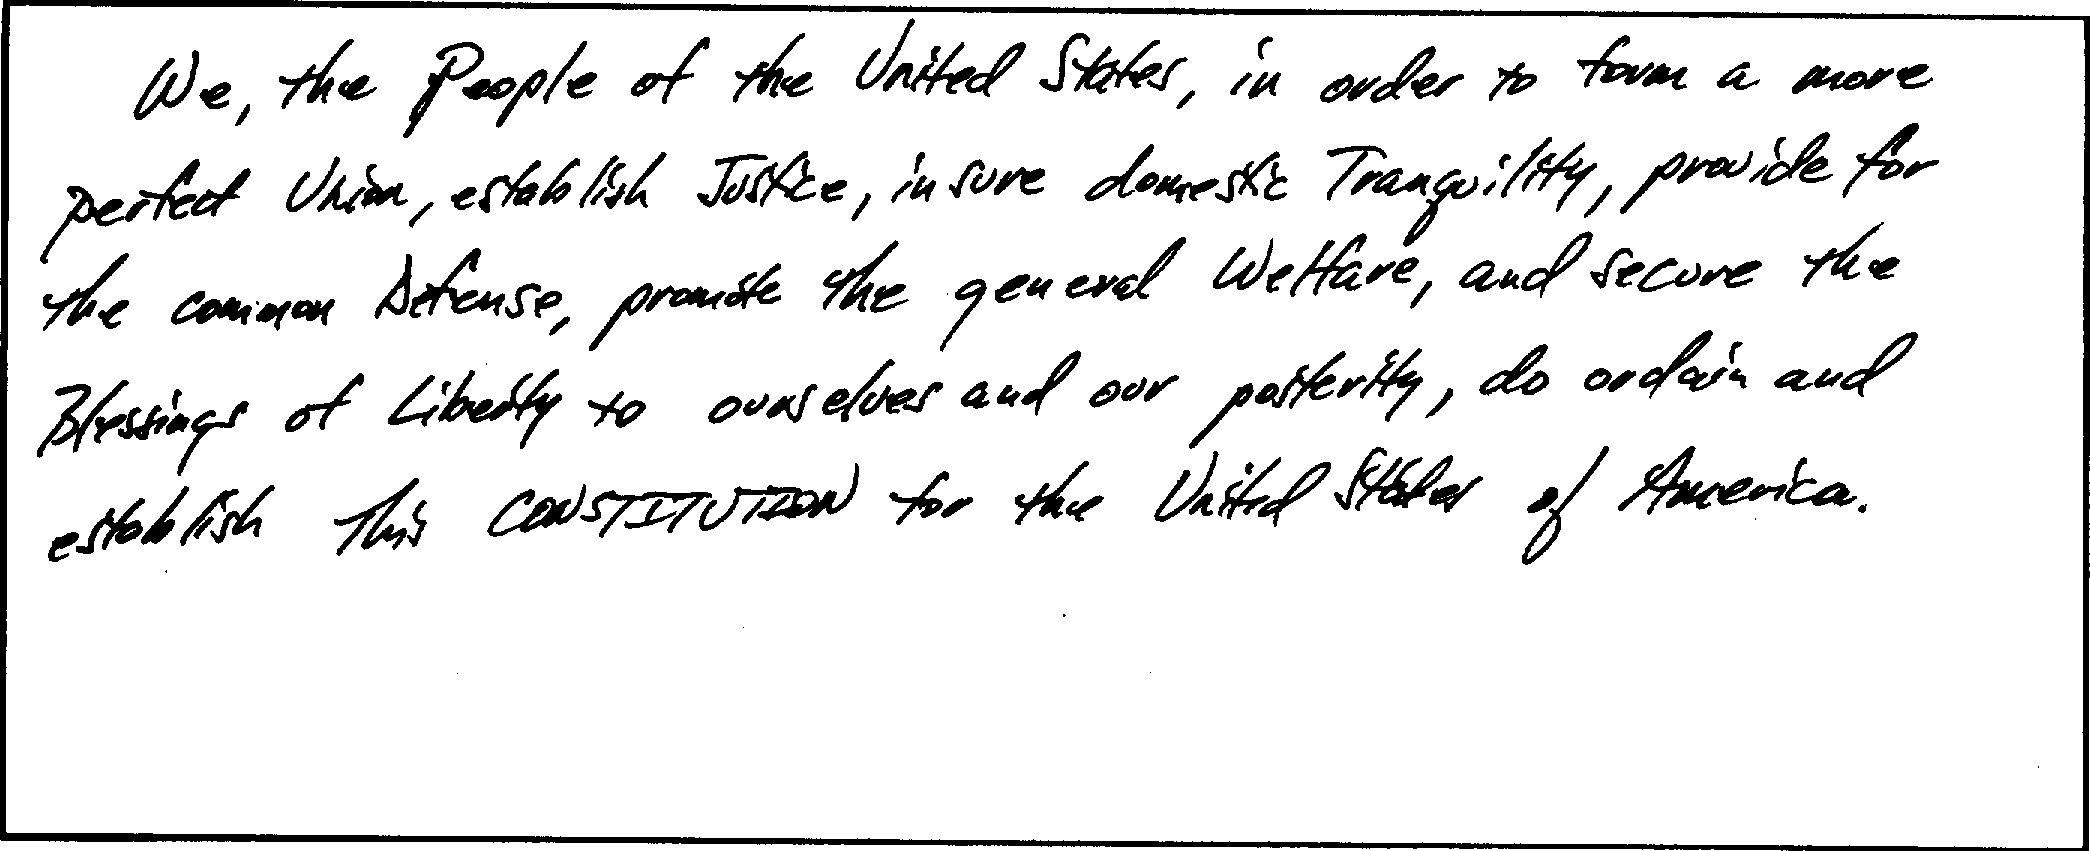 We, the People of the United States, in order to form a more
perfect Union, establish Justice, insure domestic Tranquility, provide for
the common Defense, promote the general Welfare, and secure the
Blessings of Liberty to ourselves and our posterity, do ordain and
establish this CONSTITUTION for the United States of America.